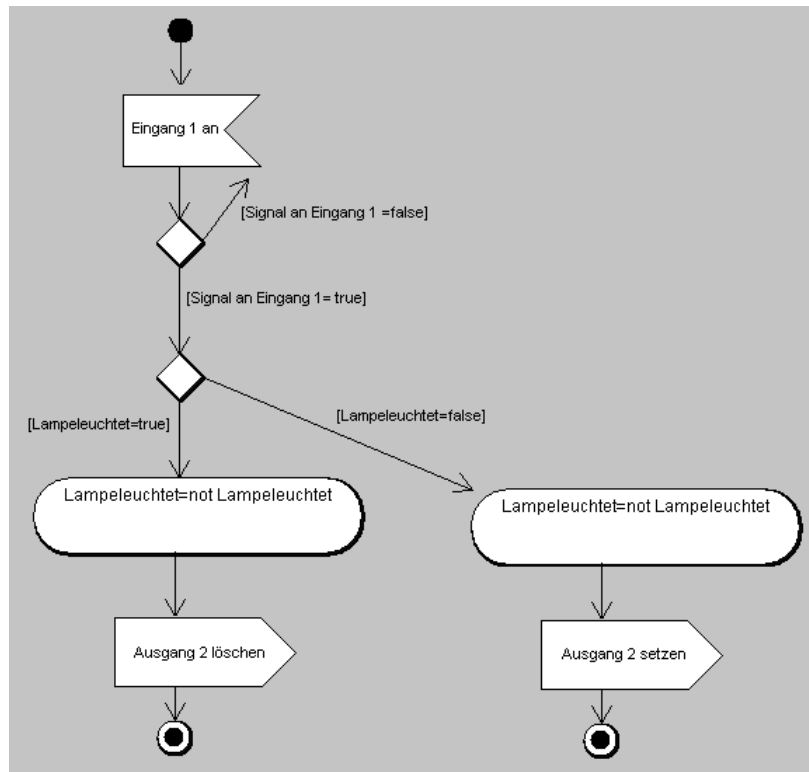 Eingang 1 an
[Signal an Eingang 1 =false]
[Signal an Eingang 1= true]
[Lampeleuchtet=true]
[Lampeleuchtet=false]
Lampeleuchtet=not Lampeleuchtet
Lampeleuchtet=not Lampeleuchtet
Ausgang 2 löschen
Ausgang 2 setzen